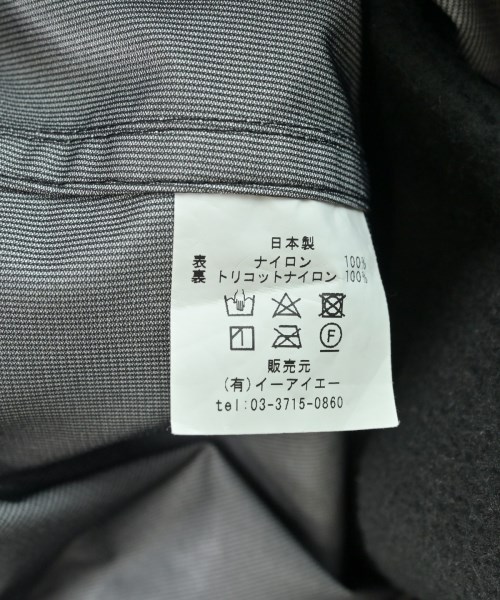 日本製
表 ナイロン 100%
裏 トリコットナイロン 100%
F
販売元
(有)イーアイエー
tel:03-3715-0860